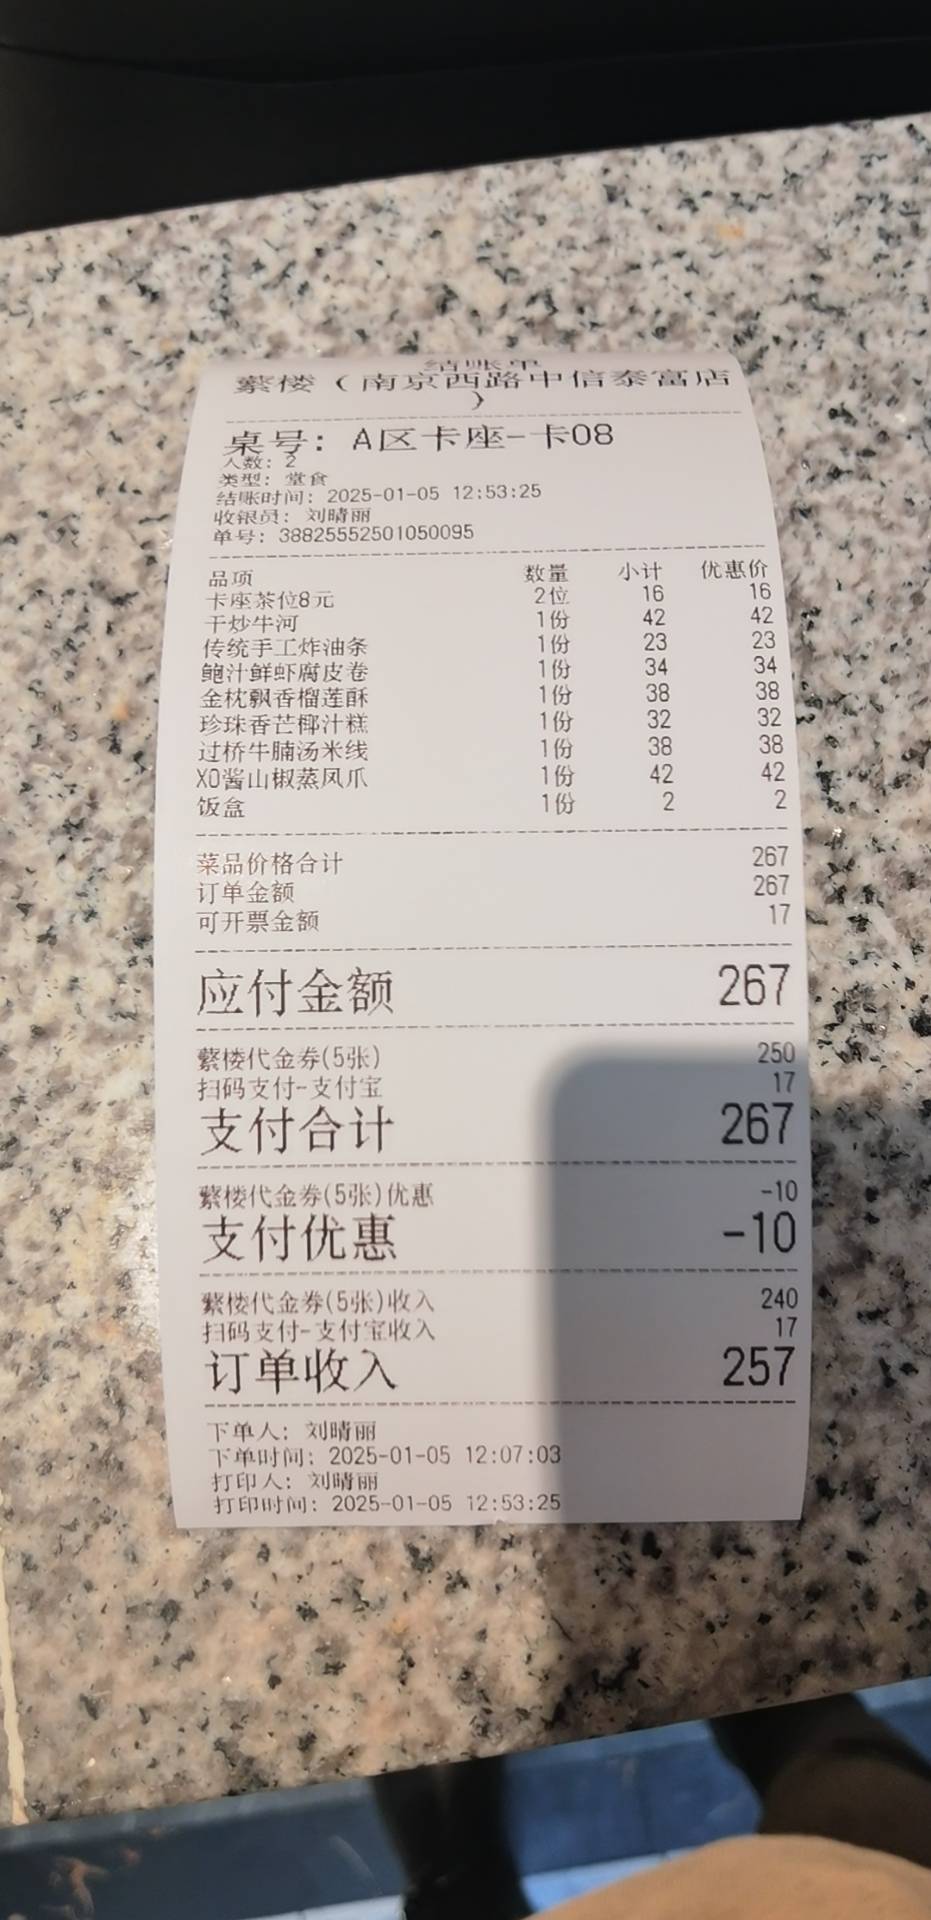 结账单
蘩楼（南京西路中信泰富店
）
桌号: A区卡座-卡08
人数: 2
类型: 堂食
结账时间: 2025-01-05 12:53:25
收银员: 刘晴丽
单号: 388255552501050095
品项 数量 小计 优惠价
卡座茶位8元 2位 16 16
干炒牛河 1份 42 42
传统手工炸油条 1份 23 23
鲍汁鲜虾腐皮卷 1份 34 34
金枕飘香榴莲酥 1份 38 38
珍珠香芒椰汁糕 1份 32 32
过桥牛腩汤米线 1份 38 38
XO酱山椒蒸凤爪 1份 42 42
饭盒 1份 2 2
菜品价格合计 267
订单金额 267
可开票金额 17
应付金额 267
蘩楼代金券(5张) 250
扫码支付-支付宝 17
支付合计 267
蘩楼代金券(5张)优惠 -10
支付优惠 -10
蘩楼代金券(5张)收入 240
扫码支付-支付宝收入 17
订单收入 257
下单人: 刘晴丽
下单时间: 2025-01-05 12:07:03
打印人: 刘晴丽
打印时间: 2025-01-05 12:53:25